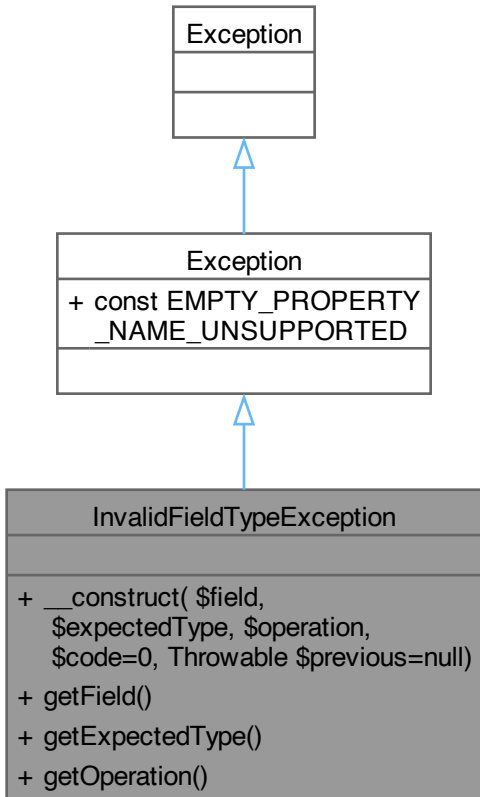 Exception
Exception
+ const EMPTY_PROPERTY
_NAME_UNSUPPORTED
InvalidFieldTypeException
+ __construct( $field,
$expectedType, $operation,
$code=0, Throwable $previous=null)
+ getField()
+ getExpectedType()
+ getOperation()